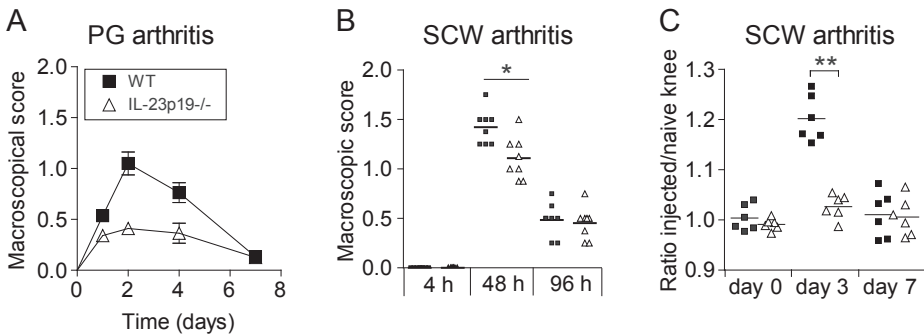 A
PG arthritis
Macroscopical score
2.0
1.5
1.0
0.5
0.0
WT
IL-23p19-/-
0 2 4 6 8
Time (days)
B
SCW arthritis
Macroscopic score
2.0
1.5
1.0
0.5
0.0
*
4 h 48 h 96 h
C
SCW arthritis
Ratio injected/naive knee
1.3
1.2
1.1
1.0
0.9
**
day 0 day 3 day 7